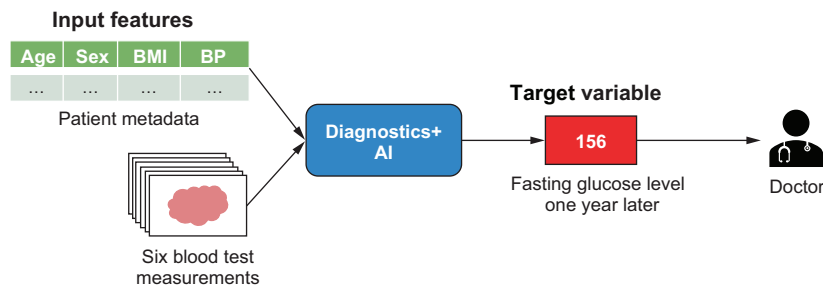 Input features
Age Sex BMI BP
... ... ... ...
Patient metadata
Six blood test
measurements
Diagnostics+
AI
Target variable
156
Fasting glucose level
one year later
Doctor